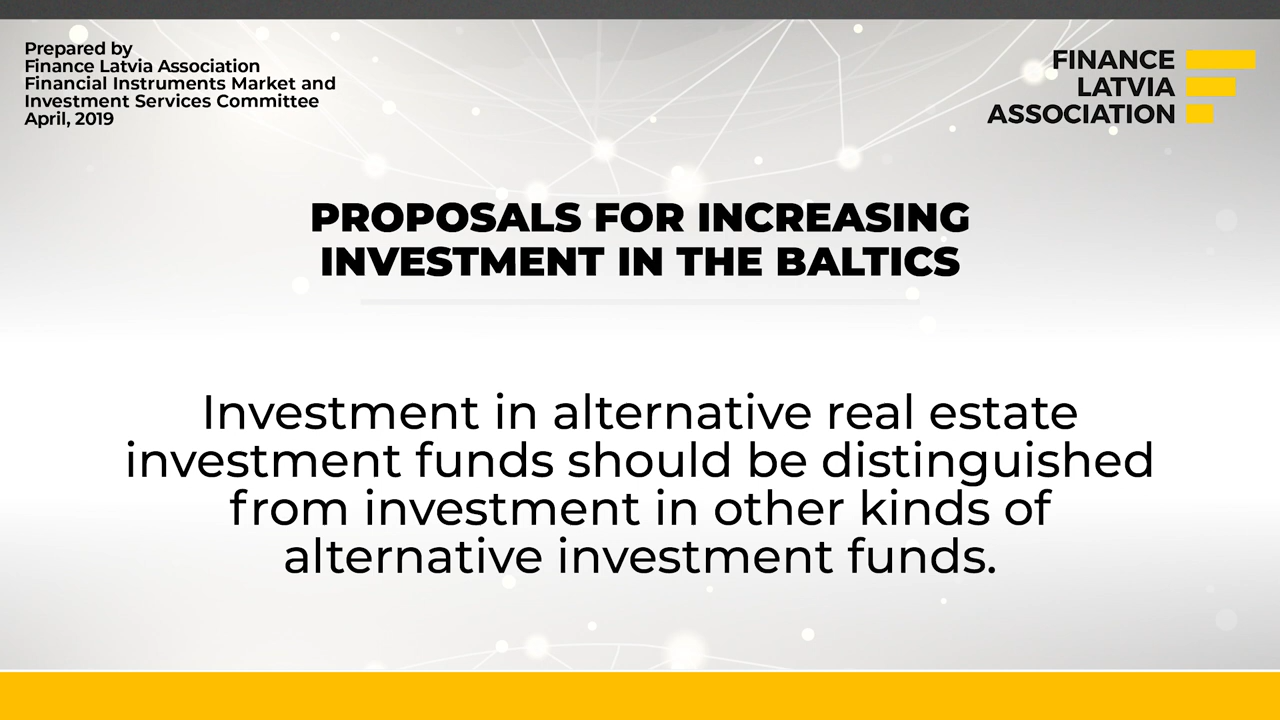 Prepared by
Finance Latvia Association
Financial Instruments Market and
Investment Services Committee
April, 2019
FINANCE
LATVIA
ASSOCIATION
PROPOSALS FOR INCREASING
INVESTMENT IN THE BALTICS
Investment in alternative real estate
investment funds should be distinguished
from investment in other kinds of
alternative investment funds.